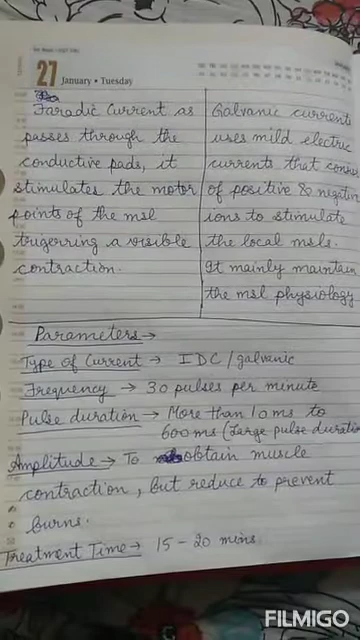 27
January • Tuesday
Faradic Current as
passes through the
conductive pads, it
stimulates the motor
points of the msl
trigerring a visible
contraction.
Galvanic currents
uses mild electric
currents that
of positive & negative
ions to stimulate
the local msls.
It mainly maintain
the msl physiology
Parameters →
Type of Current → IDC / galvanic
Frequency → 30 pulses per minute
Pulse duration → More than 10ms to
600ms (Large pulse duration
Amplitude → To obtain muscle
contraction, but reduce to prevent
burns.
Treatment Time → 15 - 20 mins.
FILMIGO